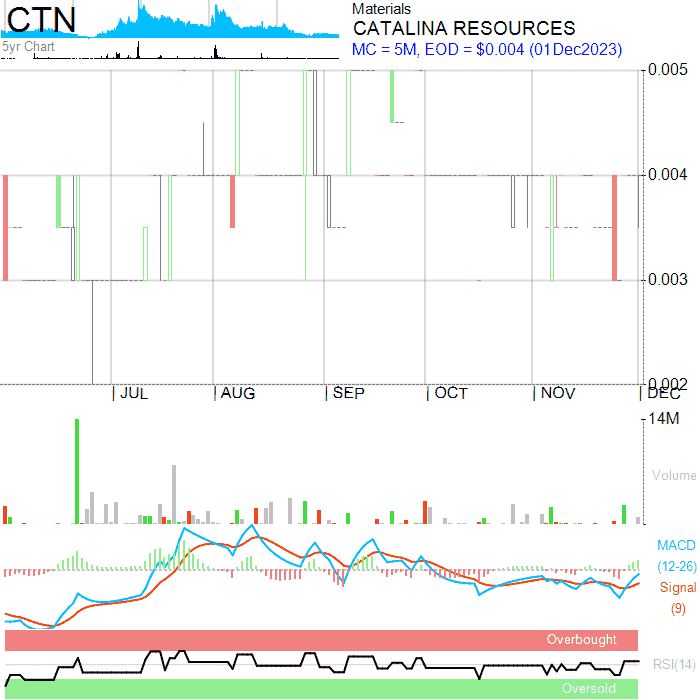 CTN
5yr Chart
Materials
CATALINA RESOURCES
MC = 5M, EOD = $0.004 (01Dec2023)
0.005
0.004
0.003
0.002
JUL AUG SEP OCT NOV DEC
14M
Volume
MACD
(12-26)
Signal
(9)
Overbought
RSI(14)
Oversold